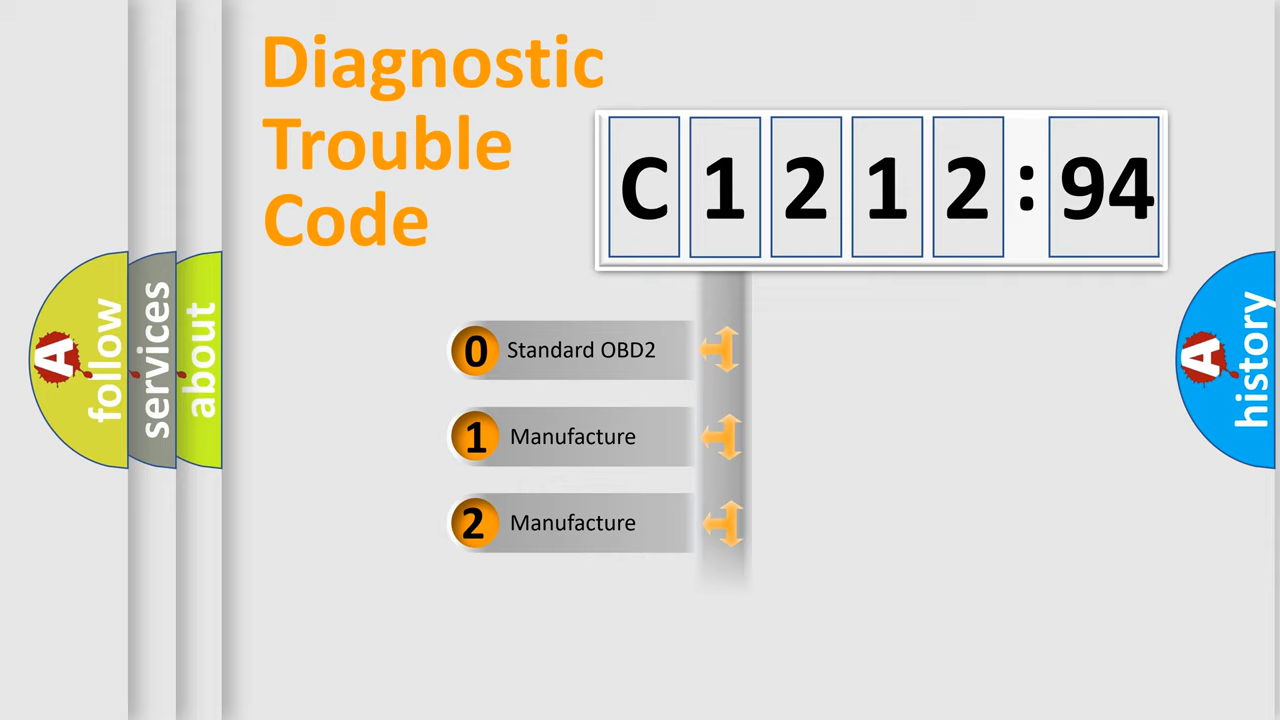 Diagnostic
Trouble
Code
C 1 2 1 2 : 94
0 Standard OBD2
1 Manufacture
2 Manufacture
A follow
services
about
A history